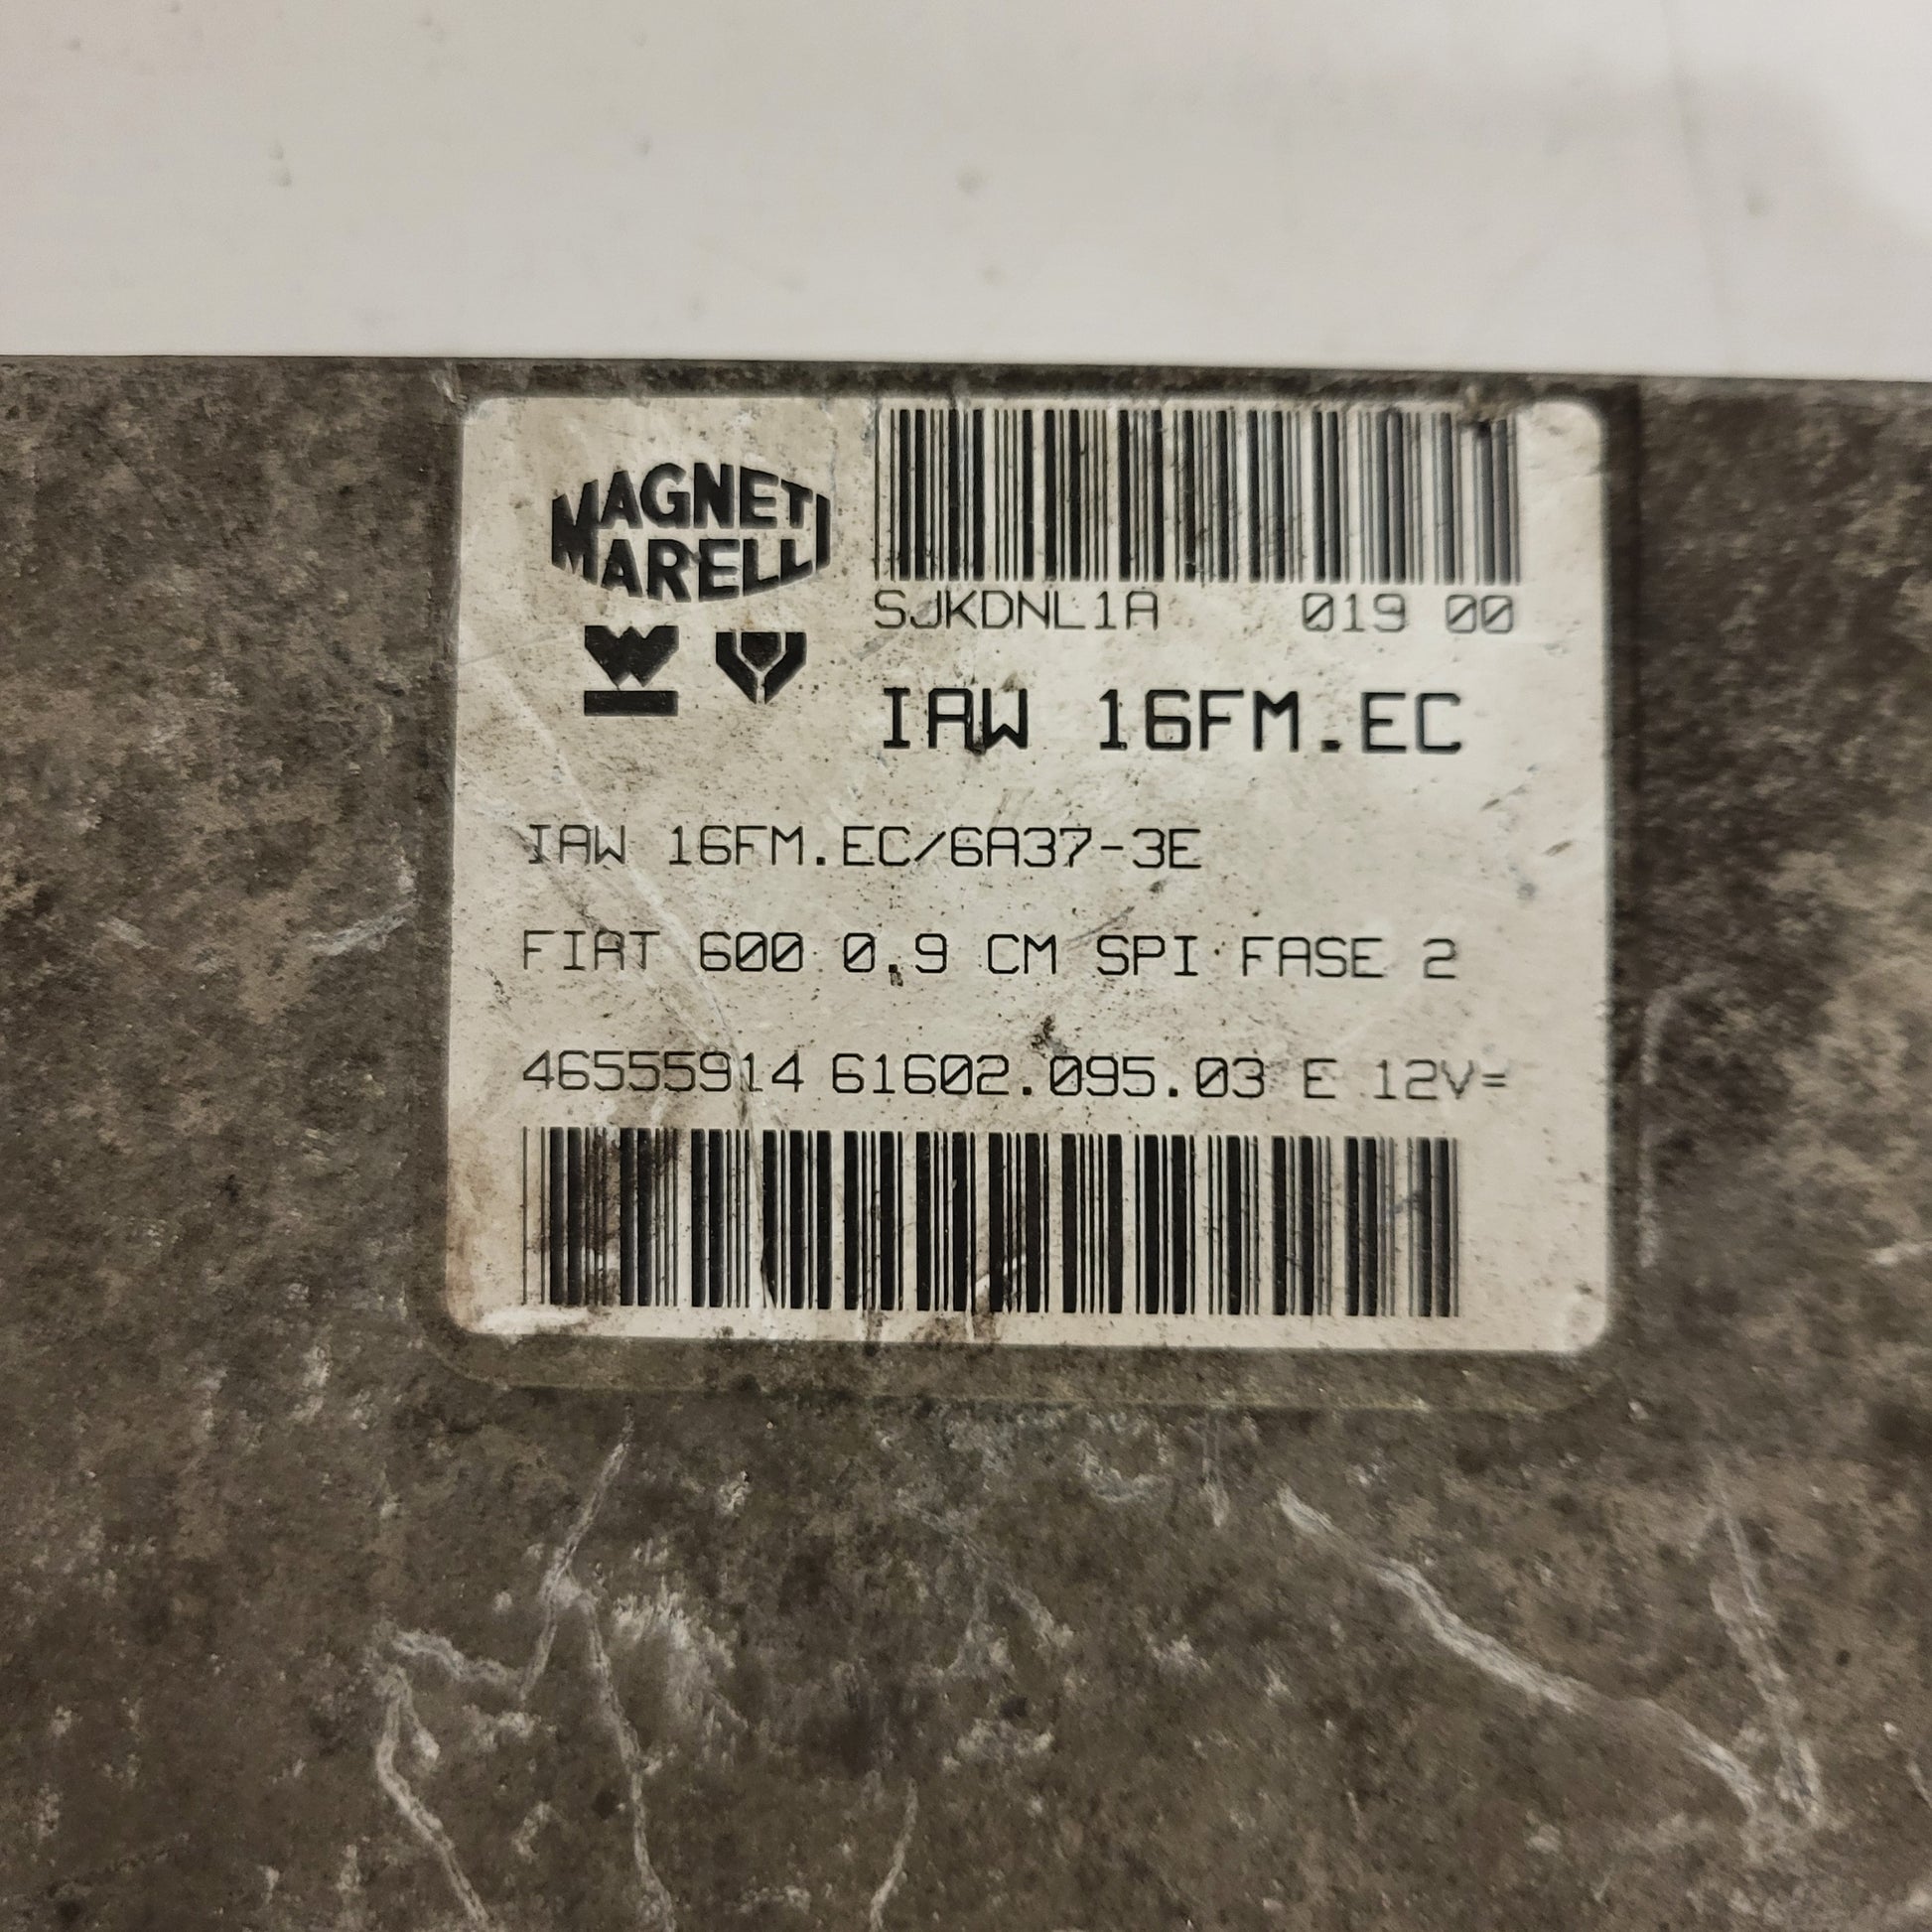 MAGNETI
MARELLI
SJKDNL1A 019 00
IAW 16FM.EC
IAW 16FM.EC/6A37-3E
FIAT 600 0.9 CM SPI FASE 2
46555914 61602.095.03 E 12V=